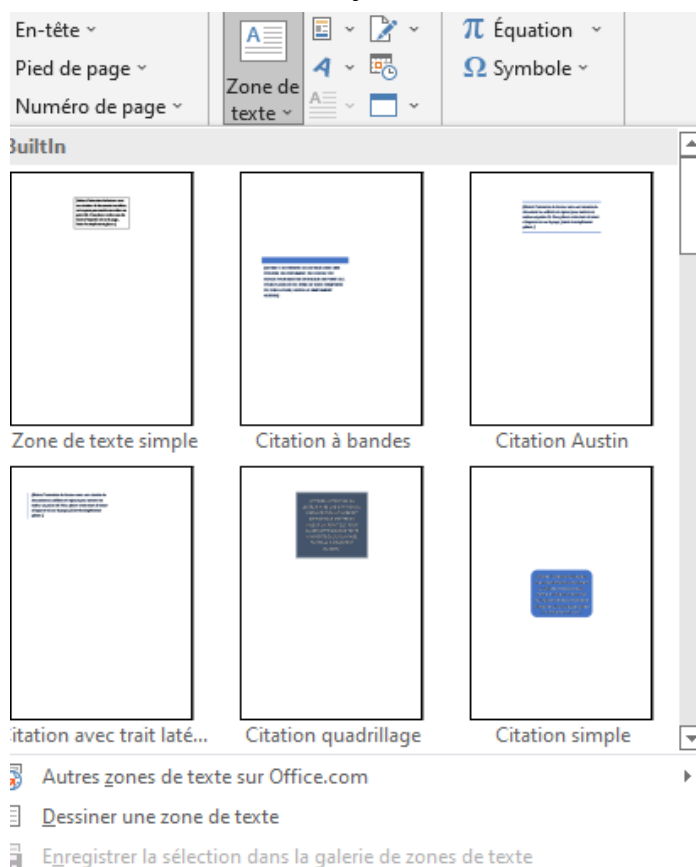 En-tête
Pied de page
Numéro de page
Zone de
texte
A
A
π Équation
Ω Symbole
BuiltIn
Zone de texte simple
Citation à bandes
Citation Austin
Citation avec trait laté...
Citation quadrillage
Citation simple
Autres zones de texte sur Office.com
Dessiner une zone de texte
Enregistrer la sélection dans la galerie de zones de texte